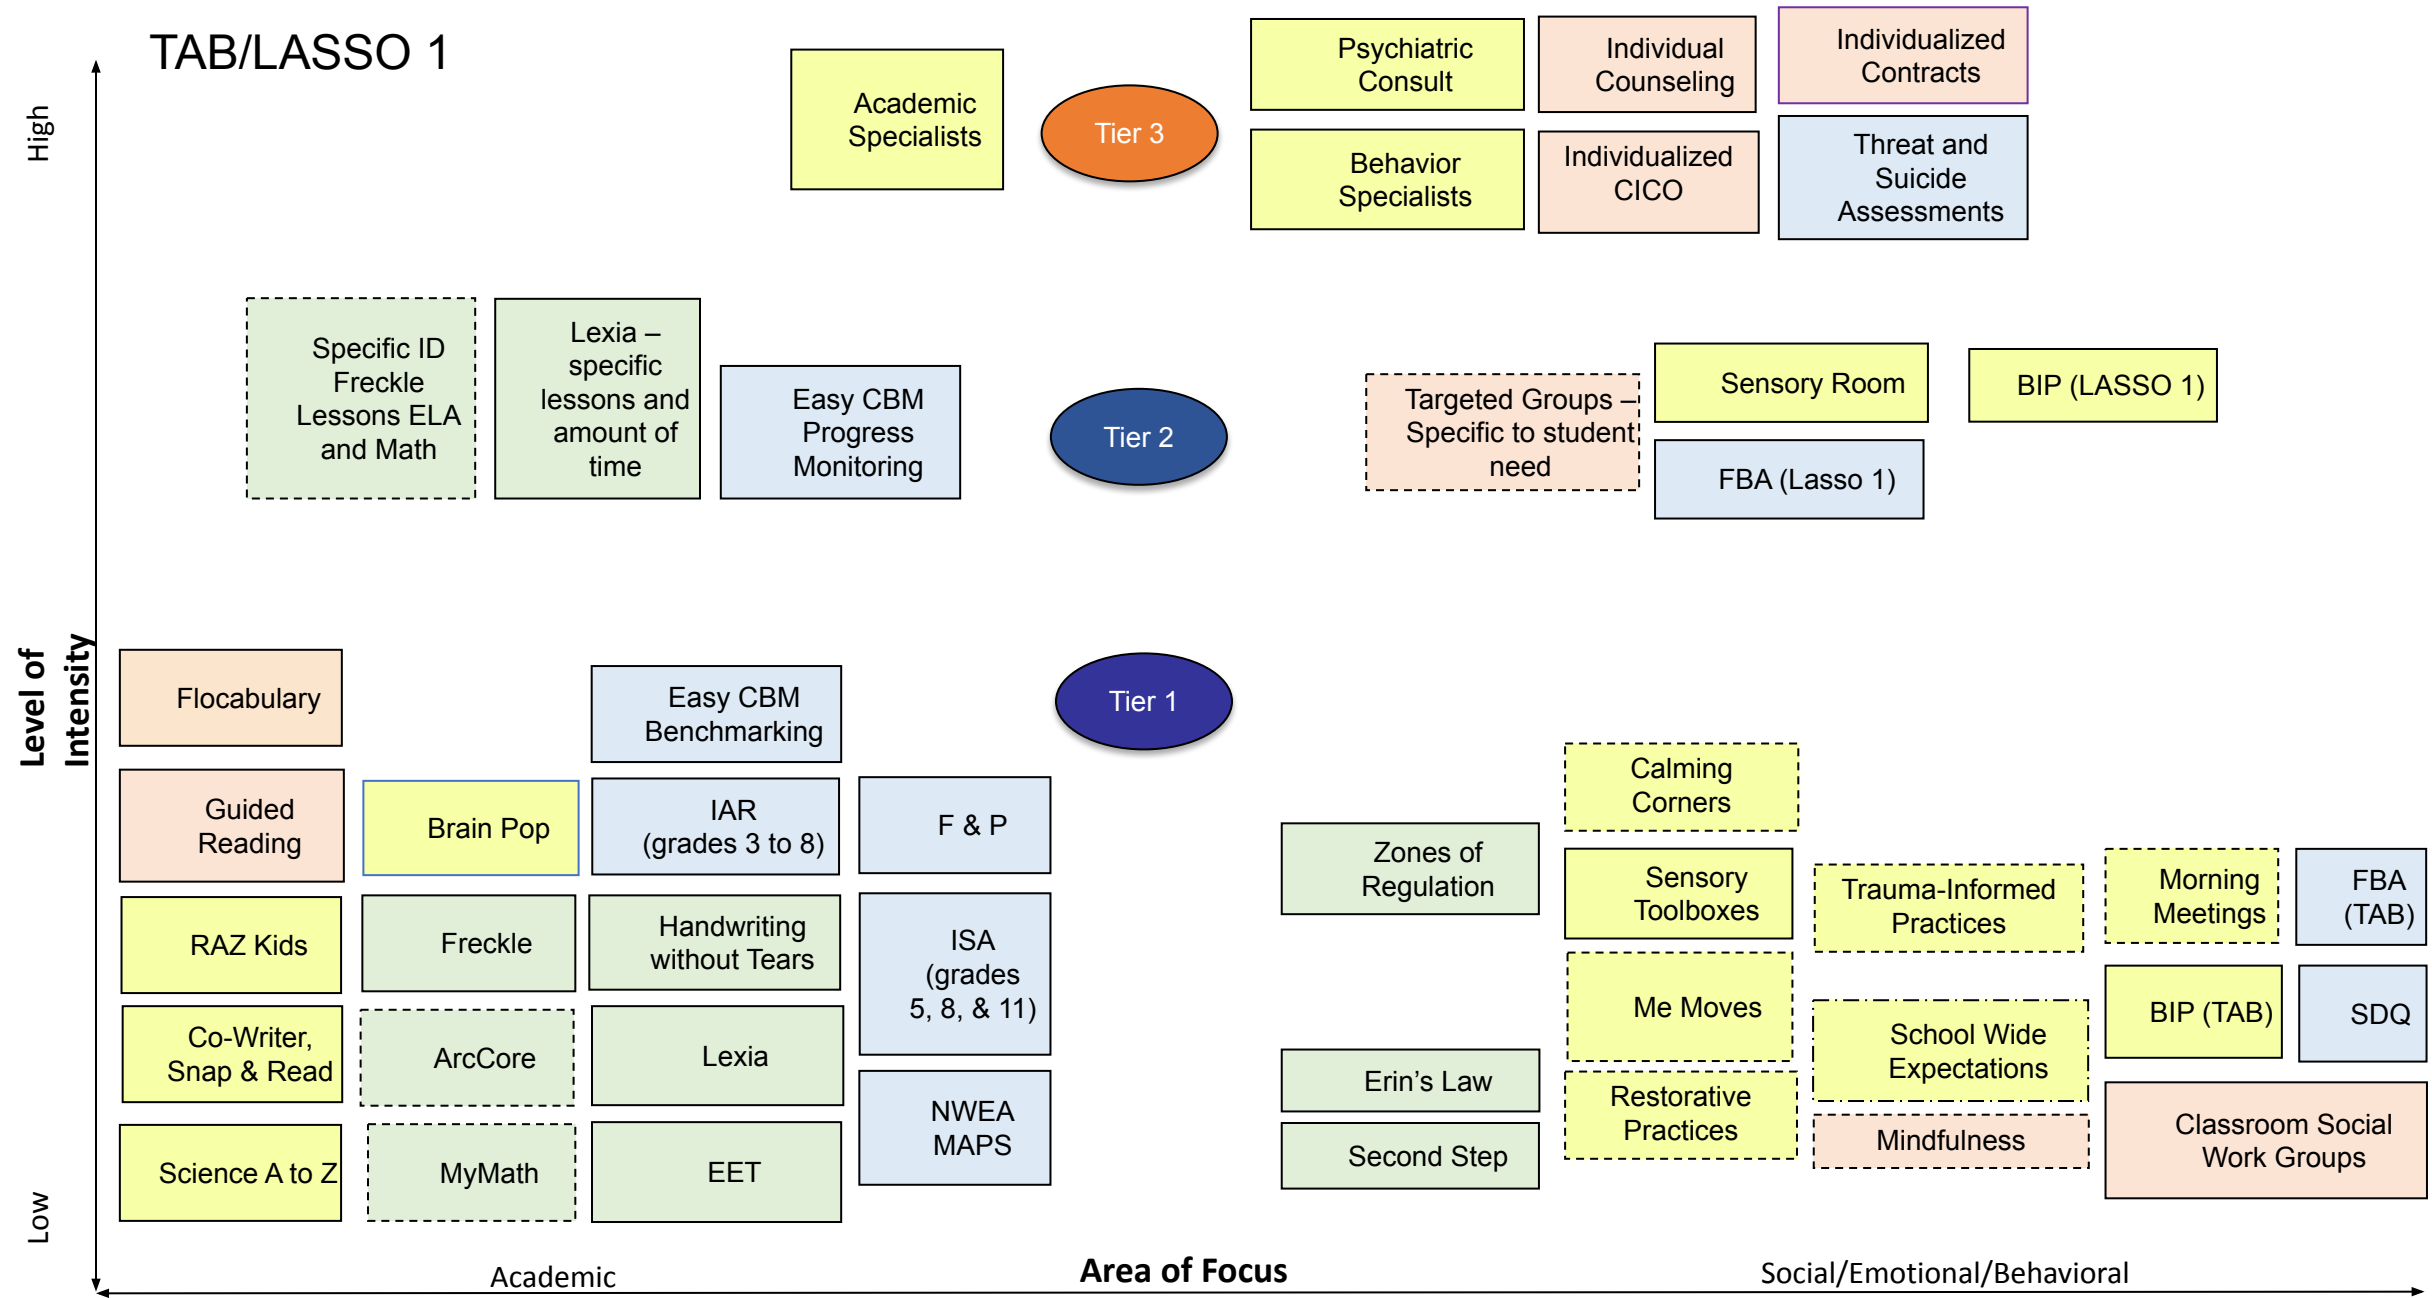 TAB/LASSO 1
High
Academic
Specialists
Tier 3
Psychiatric
Consult
Individual
Counseling
Individualized
Contracts
Behavior
Specialists
Individualized
CICO
Threat and
Suicide
Assessments
Specific ID
Freckle
Lessons ELA
and Math
Lexia –
specific
lessons and
amount of
time
Easy CBM
Progress
Monitoring
Tier 2
Targeted Groups –
Specific to student
need
Sensory Room
BIP (LASSO 1)
FBA (Lasso 1)
Level of
Intensity
Flocabulary
Easy CBM
Benchmarking
Tier 1
Guided
Reading
Brain Pop
IAR
(grades 3 to 8)
F & P
RAZ Kids
Freckle
Handwriting
without Tears
ISA
(grades
5, 8, & 11)
Co-Writer,
Snap & Read
ArcCore
Lexia
NWEA
MAPS
Science A to Z
MyMath
EET
Calming
Corners
Zones of
Regulation
Sensory
Toolboxes
Trauma-Informed
Practices
Morning
Meetings
FBA
(TAB)
Me Moves
School Wide
Expectations
BIP (TAB)
SDQ
Erin’s Law
Restorative
Practices
Mindfulness
Classroom Social
Work Groups
Second Step
Low
Academic
Area of Focus
Social/Emotional/Behavioral